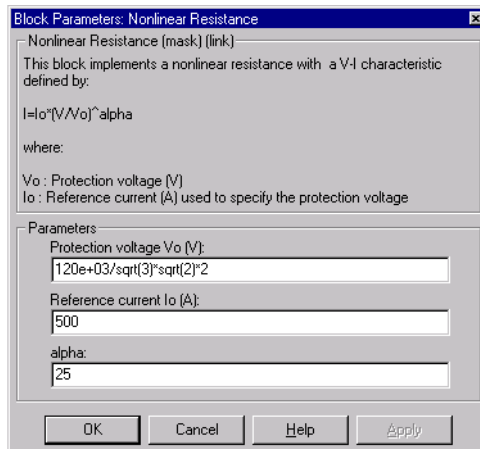 Block Parameters: Nonlinear Resistance
Nonlinear Resistance (mask) (link)
This block implements a nonlinear resistance with a V-I characteristic
defined by:
I=Io*(V/Vo)^alpha
where:
Vo : Protection voltage (V)
Io : Reference current (A) used to specify the protection voltage
Parameters
Protection voltage Vo (V):
120e+03/sqrt(3)*sqrt(2)*2
Reference current Io (A):
500
alpha:
25
OK Cancel Help Apply